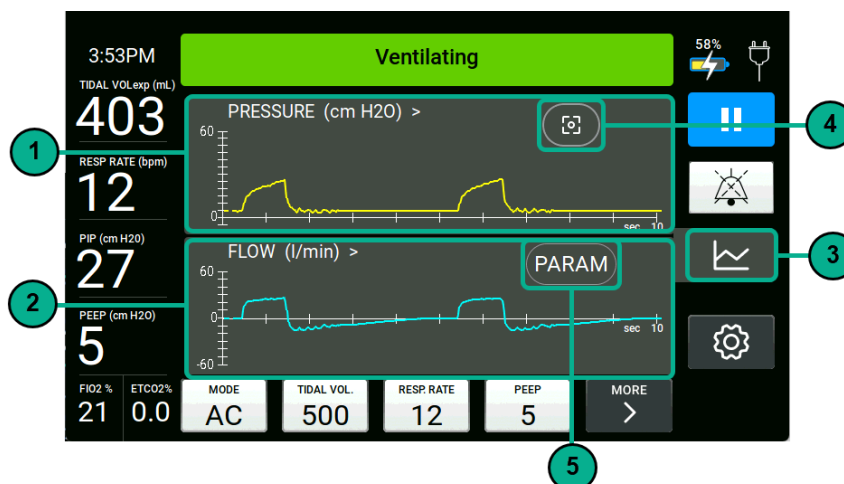 3:53PM
Ventilating
58%
TIDAL VOLexp (mL)
403
RESP RATE (bpm)
12
PIP (cm H20)
27
PEEP (cm H2O)
5
FIO2 %
21
ETCO2%
0.0
PRESSURE (cm H2O) >
60
0
sec 10
FLOW (l/min) >
PARAM
60
0
-60
sec 10
MODE
AC
TIDAL VOL.
500
RESP RATE
12
PEEP
5
MORE
>
1
2
3
4
5